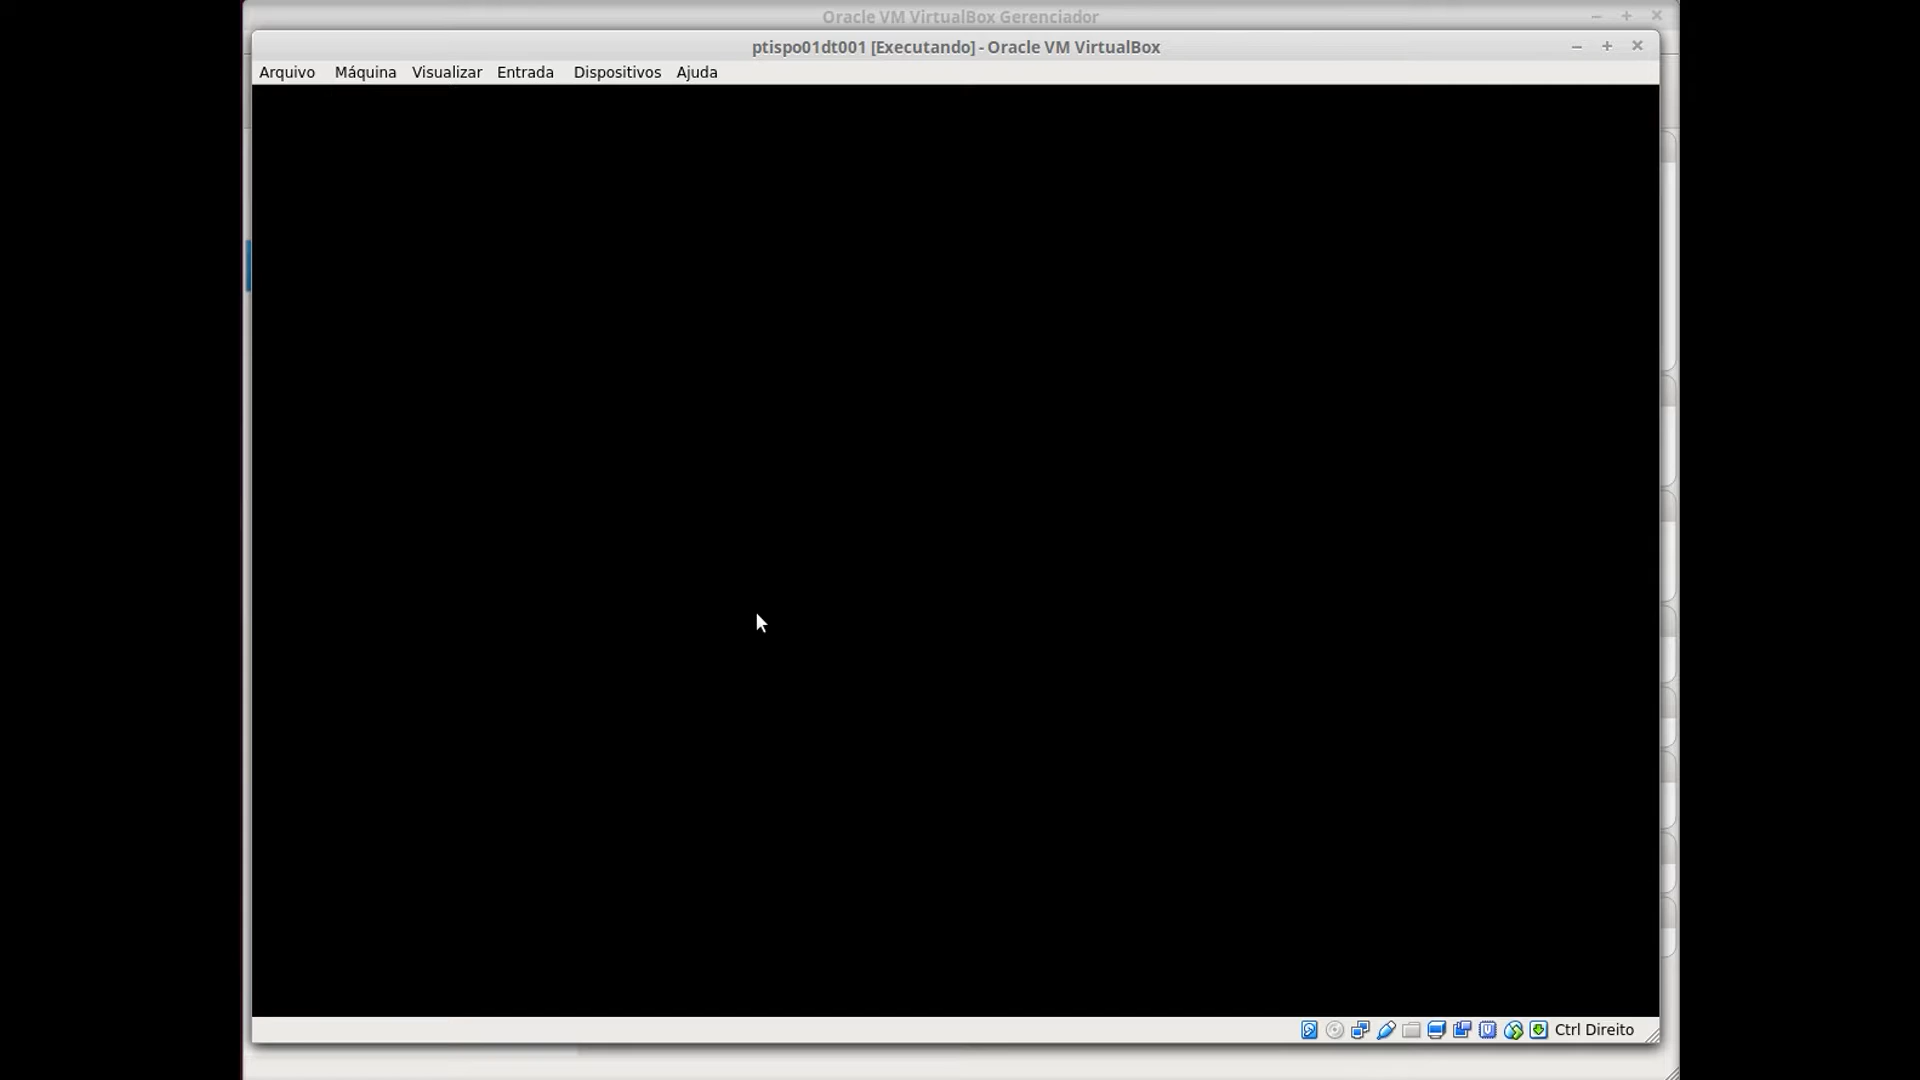 Oracle VM VirtualBox Gerenciador
ptispo01dt001 [Executando] - Oracle VM VirtualBox
Arquivo Máquina Visualizar Entrada Dispositivos Ajuda
Ctrl Direito